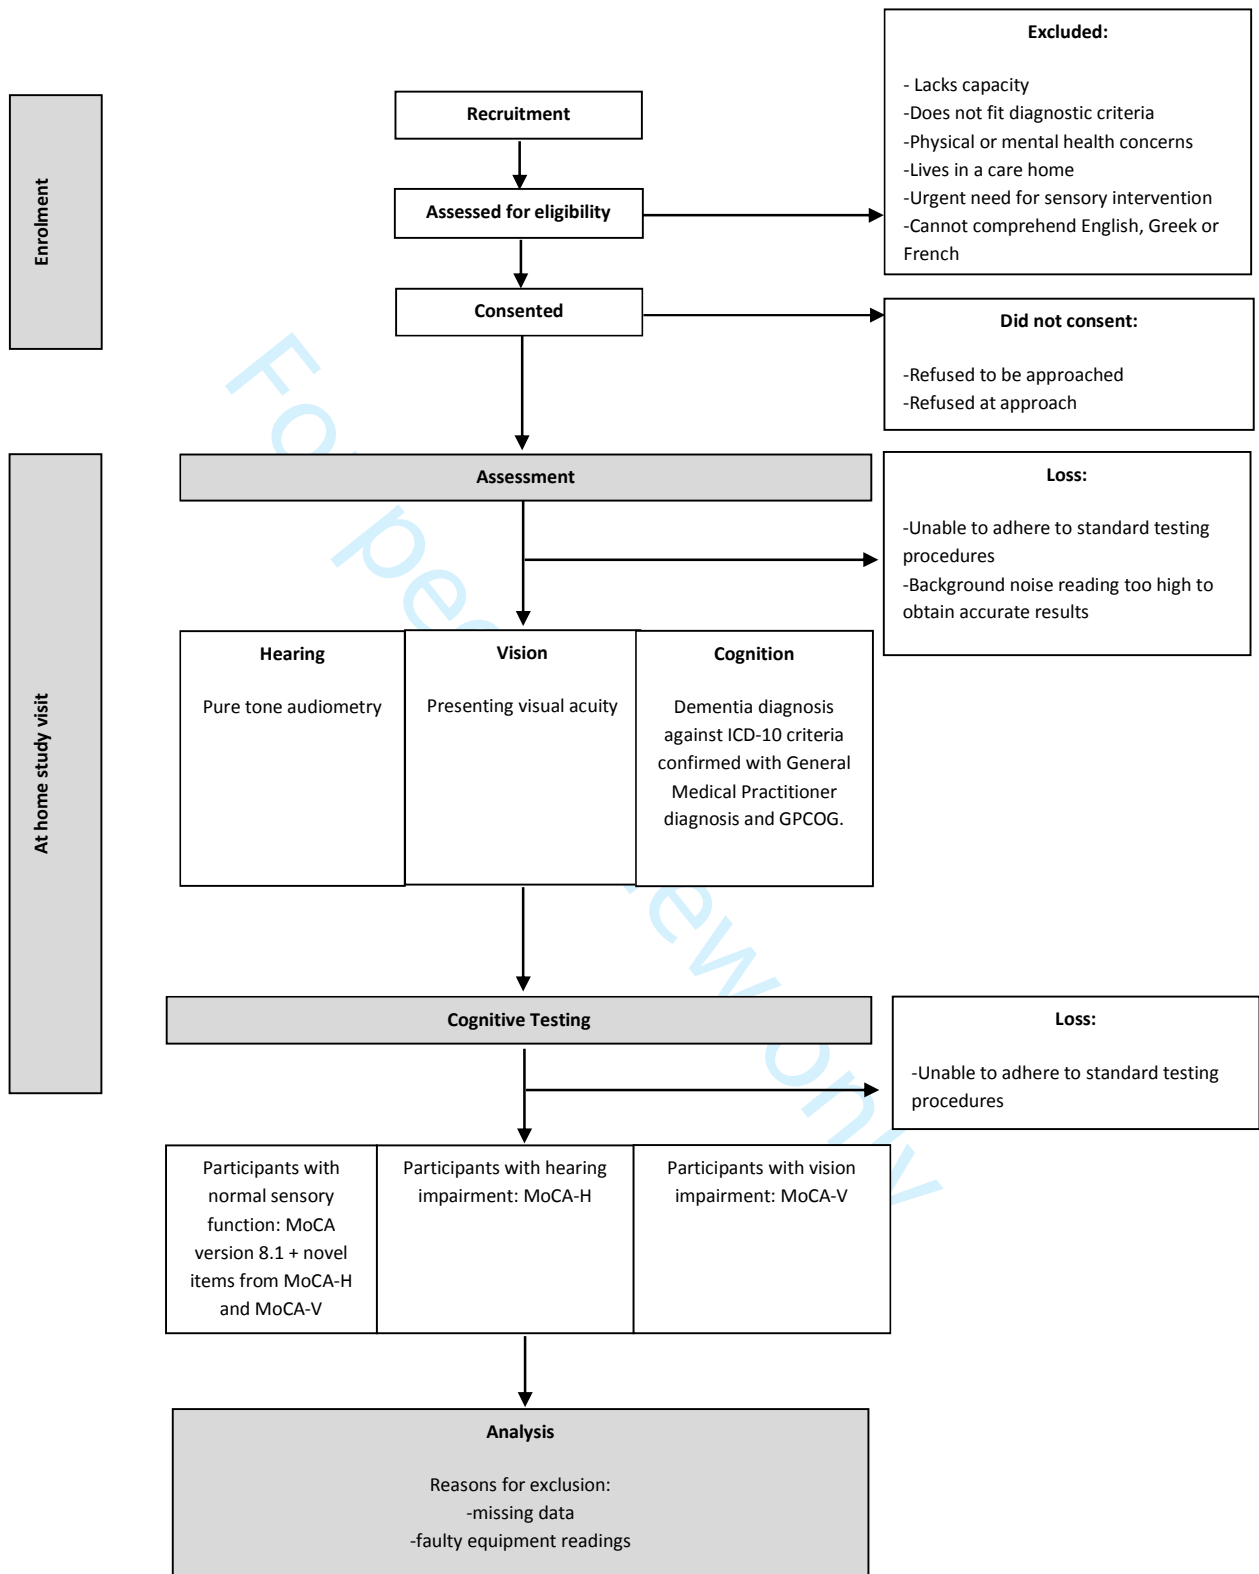 Enrolment
Recruitment
Assessed for eligibility
Consented
Excluded:
- Lacks capacity
-Does not fit diagnostic criteria
-Physical or mental health concerns
-Lives in a care home
-Urgent need for sensory intervention
-Cannot comprehend English, Greek or
French
Did not consent:
-Refused to be approached
-Refused at approach
At home study visit
Assessment
Loss:
-Unable to adhere to standard testing
procedures
-Background noise reading too high to
obtain accurate results
Hearing
Pure tone audiometry
Vision
Presenting visual acuity
Cognition
Dementia diagnosis
against ICD-10 criteria
confirmed with General
Medical Practitioner
diagnosis and GPCOG.
Cognitive Testing
Loss:
-Unable to adhere to standard testing
procedures
Participants with
normal sensory
function: MoCA
version 8.1 + novel
items from MoCA-H
and MoCA-V
Participants with hearing
impairment: MoCA-H
Participants with vision
impairment: MoCA-V
Analysis
Reasons for exclusion:
-missing data
-faulty equipment readings